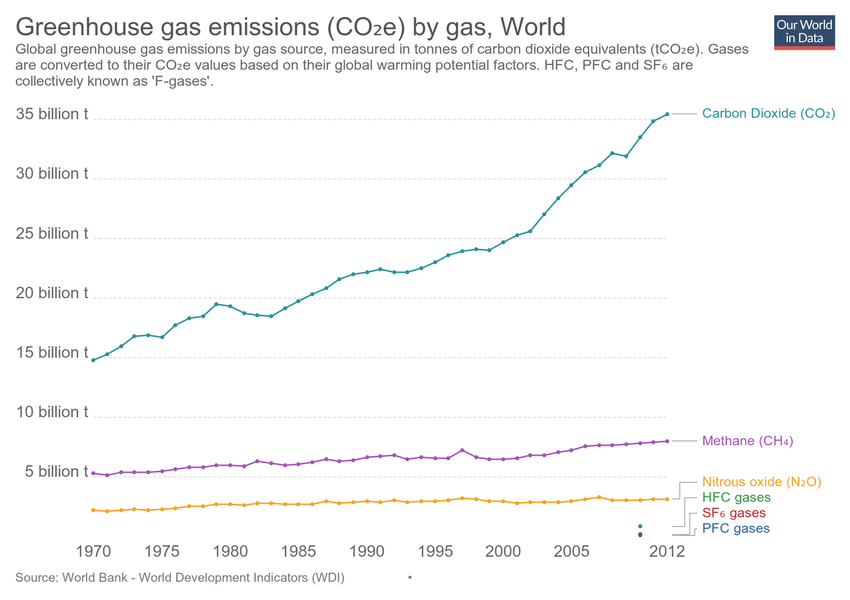 Greenhouse gas emissions (CO₂e) by gas, World
Our World
in Data
Global greenhouse gas emissions by gas source, measured in tonnes of carbon dioxide equivalents (tCO₂e). Gases
are converted to their CO₂e values based on their global warming potential factors. HFC, PFC and SF₆ are
collectively known as 'F-gases'.
35 billion t
Carbon Dioxide (CO₂)
30 billion t
25 billion t
20 billion t
15 billion t
10 billion t
Methane (CH₄)
5 billion t
Nitrous oxide (N₂O)
HFC gases
SF₆ gases
PFC gases
1970 1975 1980 1985 1990 1995 2000 2005 2012
Source: World Bank - World Development Indicators (WDI) •